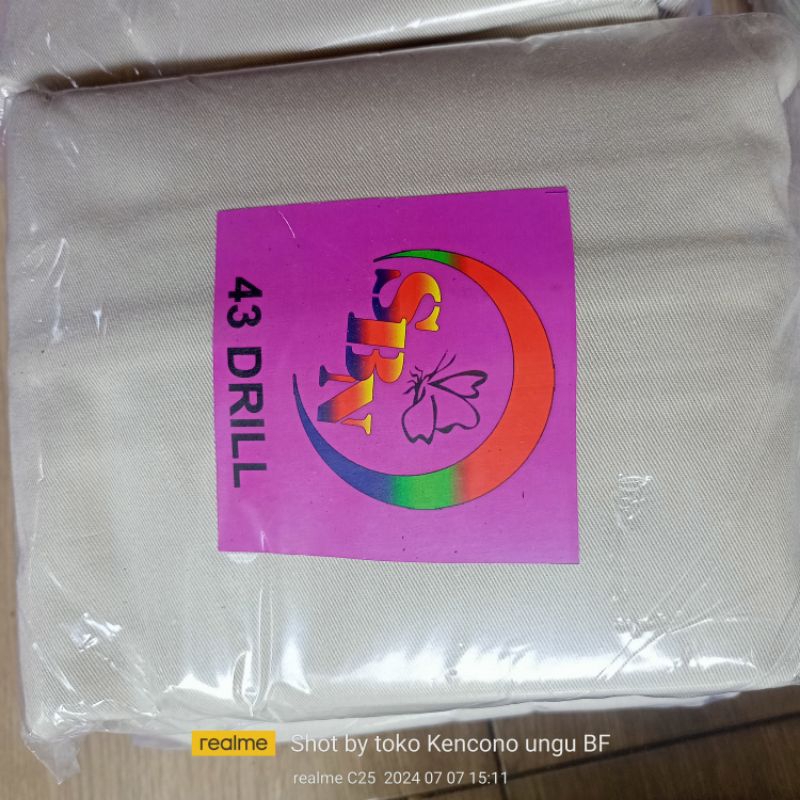 SBN
43 DRILL
realme Shot by toko Kencono ungu BF
realme C25 2024 07 07 15:11